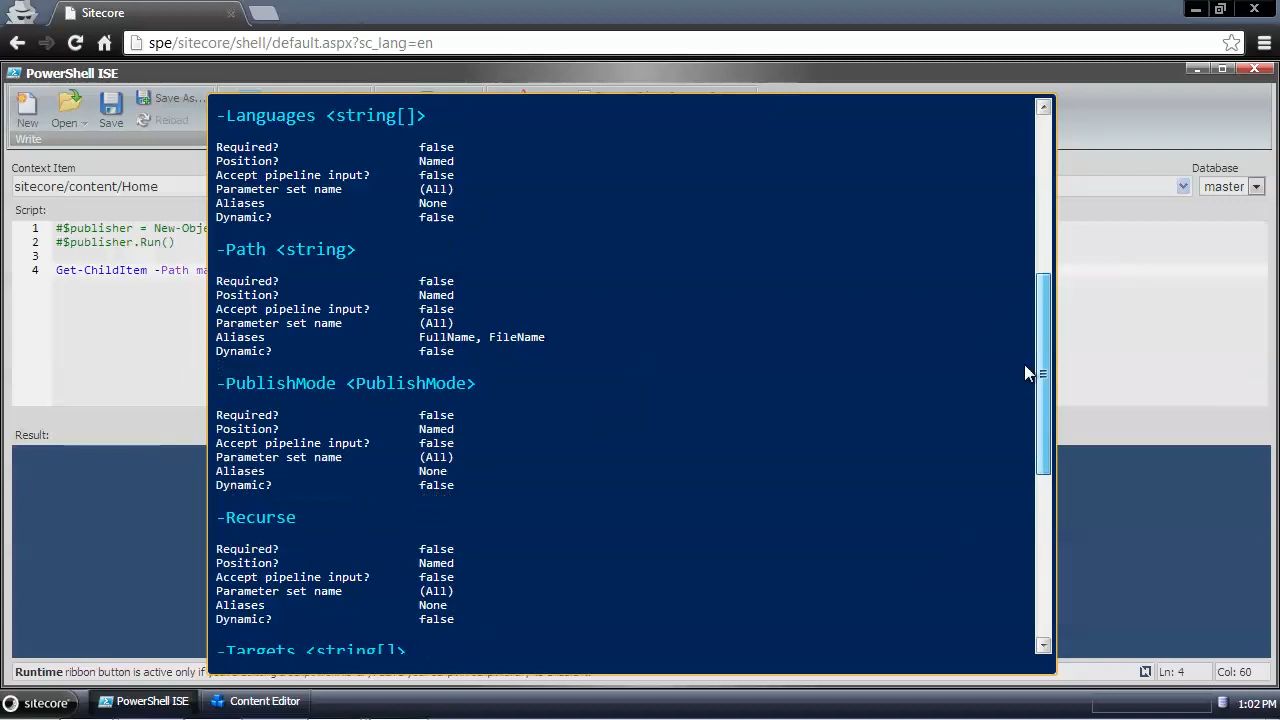 Sitecore
spe/sitecore/shell/default.aspx?sc_lang=en
PowerShell ISE
New
Open
Save
Save As...
Reload
Write
Context Item
sitecore/content/Home
Database
master
Script:
1 #$publisher = New-Obje
2 #$publisher.Run()
3
4 Get-ChildItem -Path ma
Result:
-Languages <string[]>
Required? false
Position? Named
Accept pipeline input? false
Parameter set name (All)
Aliases None
Dynamic? false
-Path <string>
Required? false
Position? Named
Accept pipeline input? false
Parameter set name (All)
Aliases FullName, FileName
Dynamic? false
-PublishMode <PublishMode>
Required? false
Position? Named
Accept pipeline input? false
Parameter set name (All)
Aliases None
Dynamic? false
-Recurse
Required? false
Position? Named
Accept pipeline input? false
Parameter set name (All)
Aliases None
Dynamic? false
-Targets <string[]>
Runtime ribbon button is active only if
Ln: 4
Col: 60
sitecore
PowerShell ISE
Content Editor
1:02 PM